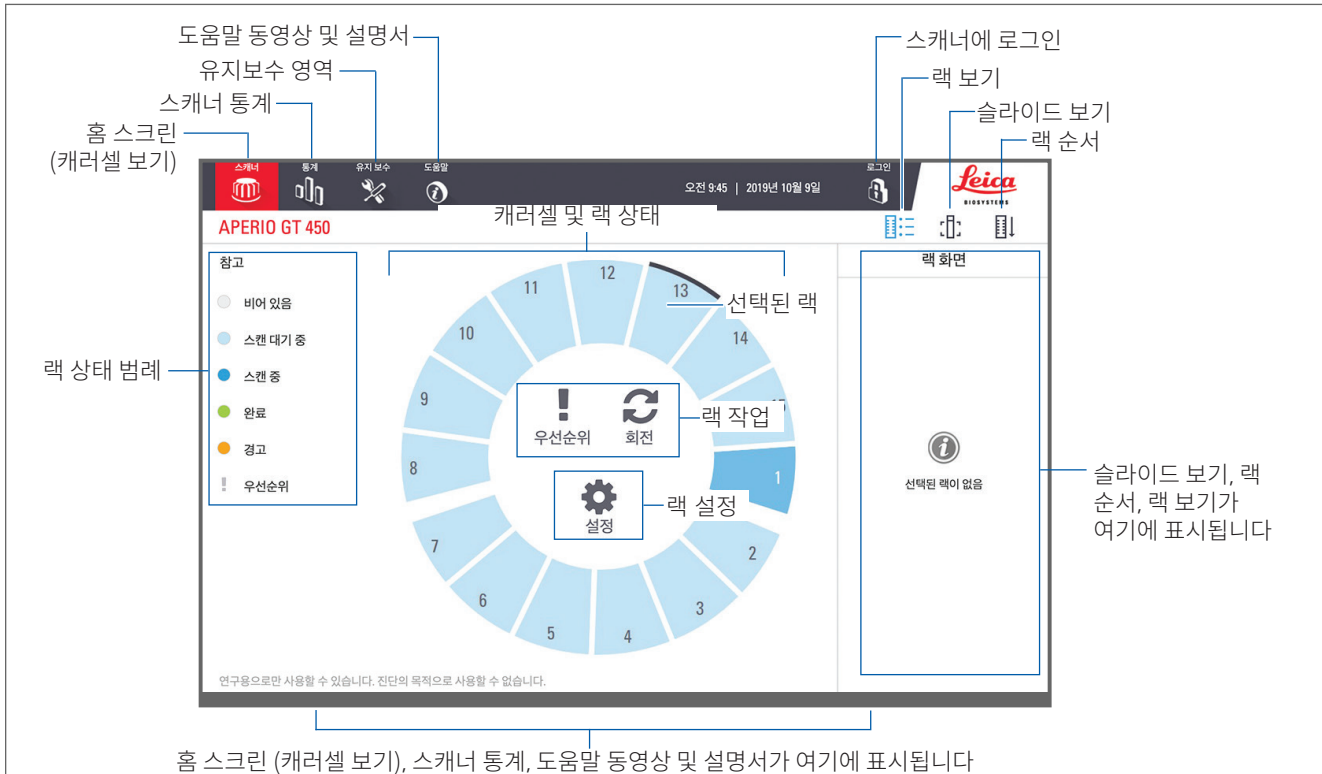 도움말 동영상 및 설명서
유지보수 영역
스캐너 통계
홈 스크린
(캐러셀 보기)
스캐너에 로그인
랙 보기
슬라이드 보기
랙 순서
스캐너
통계
유지 보수
도움말
오전 9:45 | 2019년 10월 9일
로그인
Leica
BIOSYSTEMS
APERIO GT 450
캐러셀 및 랙 상태
참고
비어 있음
스캔 대기 중
스캔 중
완료
경고
! 우선순위
랙 상태 범례
12
13
선택된 랙
11
14
10
15
9
1
8
2
7
3
6
4
5
! 우선순위
회전
랙 작업
설정
랙 설정
랙 화면
선택된 랙이 없음
슬라이드 보기, 랙
순서, 랙 보기가
여기에 표시됩니다
연구용으로만 사용할 수 있습니다. 진단의 목적으로 사용할 수 없습니다.
홈 스크린 (캐러셀 보기), 스캐너 통계, 도움말 동영상 및 설명서가 여기에 표시됩니다